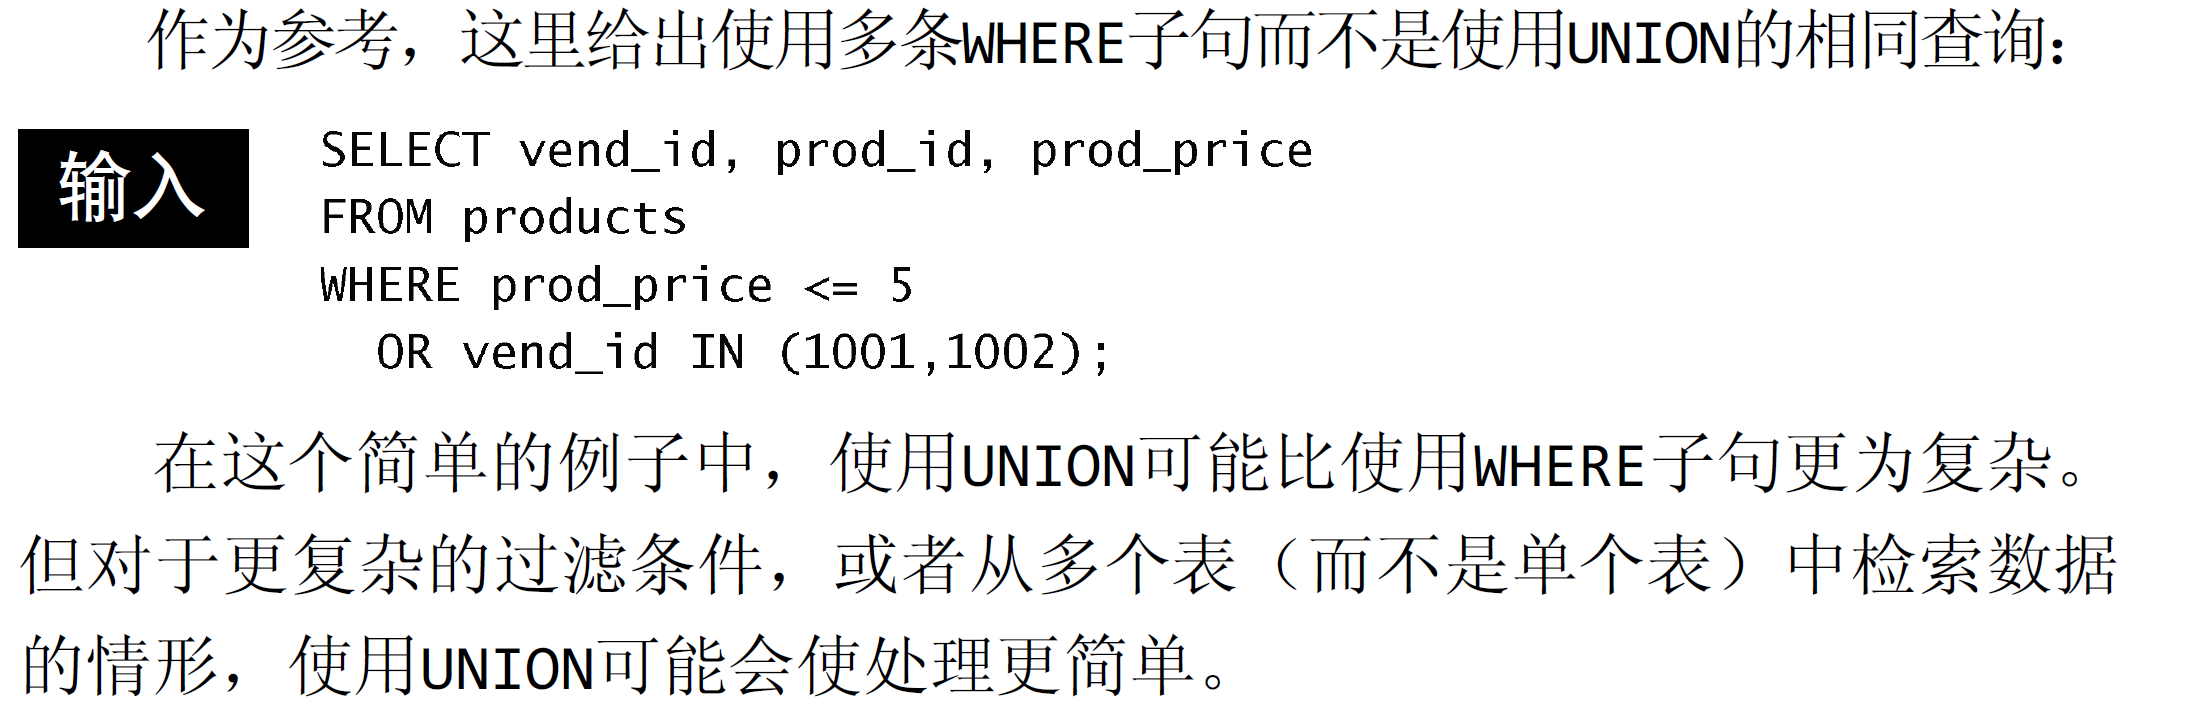 作为参考，这里给出使用多条WHERE子句而不是使用UNION的相同查询：
输入
SELECT vend_id, prod_id, prod_price
FROM products
WHERE prod_price <= 5
  OR vend_id IN (1001,1002);
在这个简单的例子中，使用UNION可能比使用WHERE子句更为复杂。
但对于更复杂的过滤条件，或者从多个表（而不是单个表）中检索数据
的情形，使用UNION可能会使处理更简单。